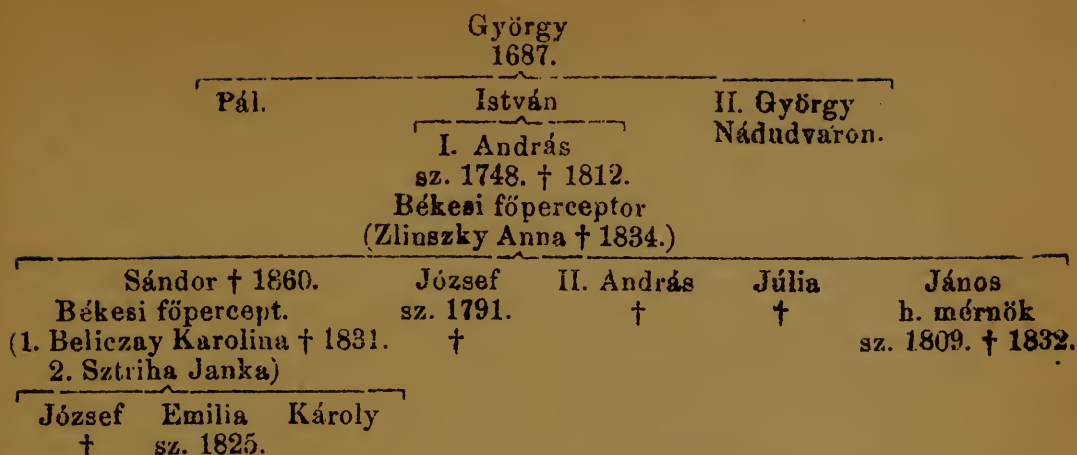 György
1687.
Pál. István II. György
Nádudvaron.
I. András
sz. 1748. † 1812.
Békesi főperceptor
(Zlinszky Anna † 1834.)
Sándor † 1860. József II. András Júlia János
Békesi főpercept. sz. 1791. † † h. mérnök
(1. Beliczay Karolina † 1831. † sz. 1809. † 1832.
2. Sztriha Janka)
József Emilia Károly
† sz. 1825.